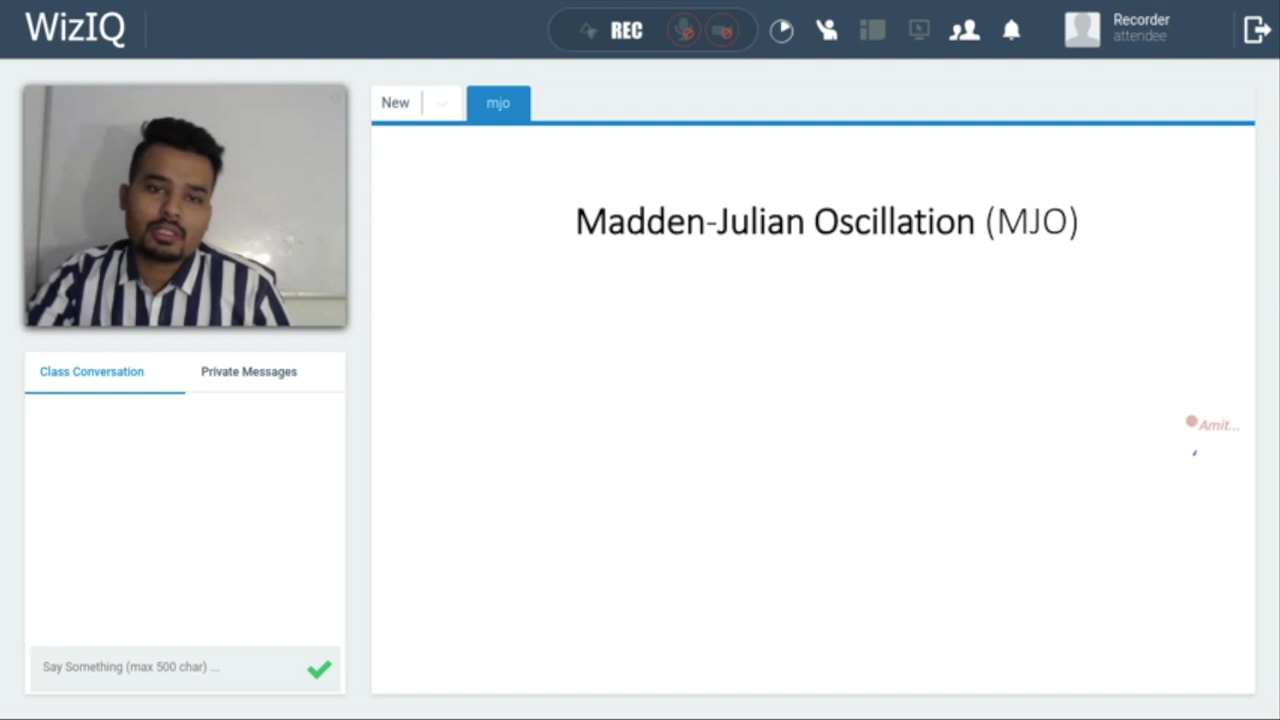 WizIQ
REC
Recorder
attendee
New
mjo
Madden-Julian Oscillation (MJO)
Class Conversation
Private Messages
Amit...
Say Something (max 500 char) ...